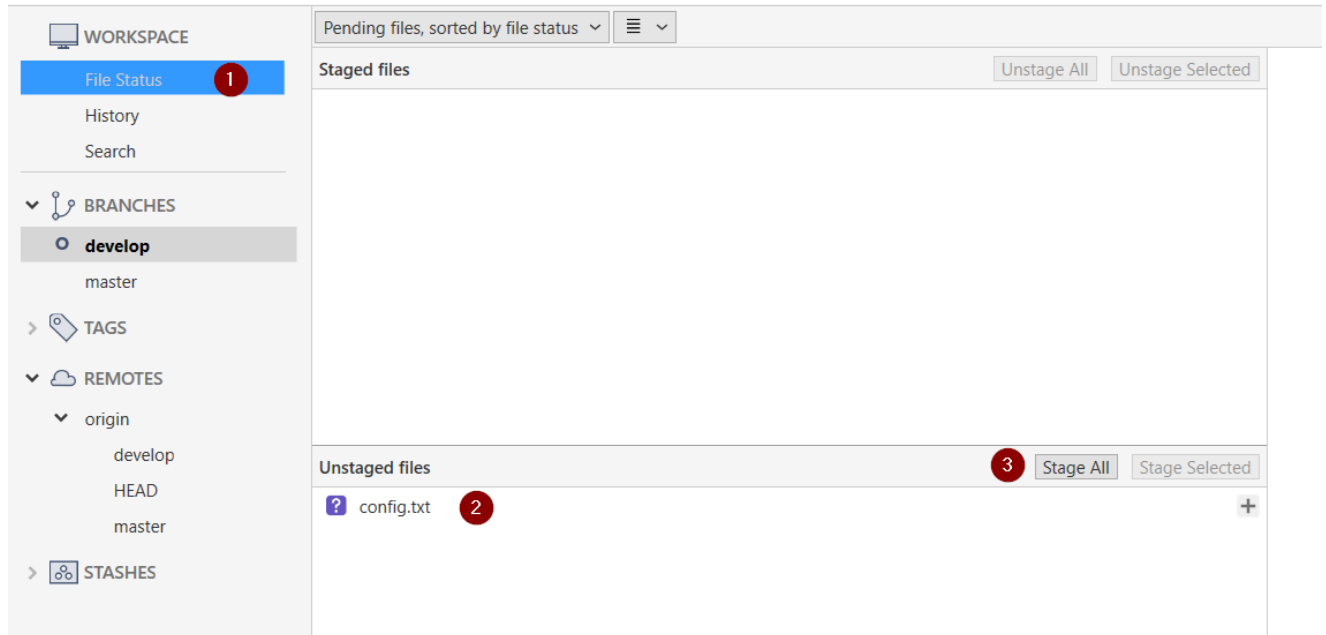 WORKSPACE
File Status 1
History
Search
BRANCHES
develop
master
TAGS
REMOTES
origin
develop
HEAD
master
STASHES
Pending files, sorted by file status
Staged files Unstage All Unstage Selected
Unstaged files 3 Stage All Stage Selected
? config.txt 2 +